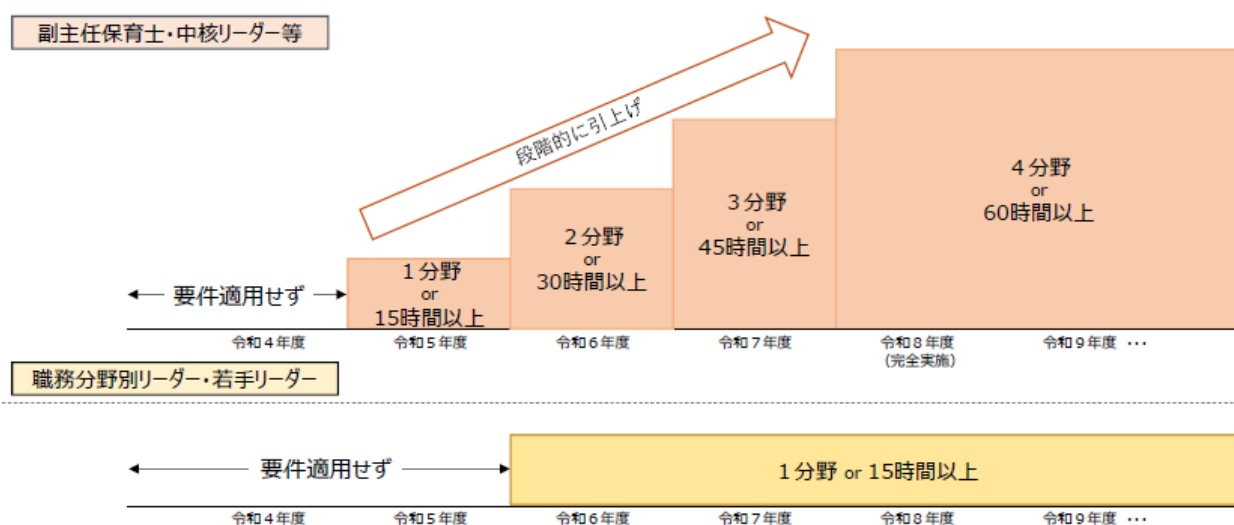 副主任保育士・中核リーダー等
段階的に引上げ
4分野
or
60時間以上
3分野
or
45時間以上
2分野
or
30時間以上
1分野
or
15時間以上
要件適用せず
令和4年度 令和5年度 令和6年度 令和7年度 令和8年度 令和9年度 ・・・
(完全実施)
職務分野別リーダー・若手リーダー
要件適用せず
1分野 or 15時間以上
令和4年度 令和5年度 令和6年度 令和7年度 令和8年度 令和9年度 ・・・